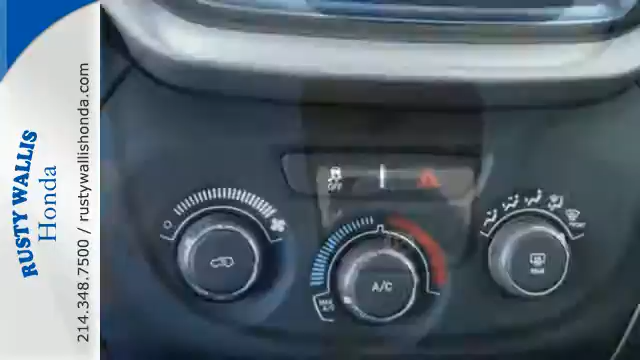 RUSTY WALLIS
Honda
214.348.7500 / rustywallishonda.com
OFF
MAX
A/C
A/C